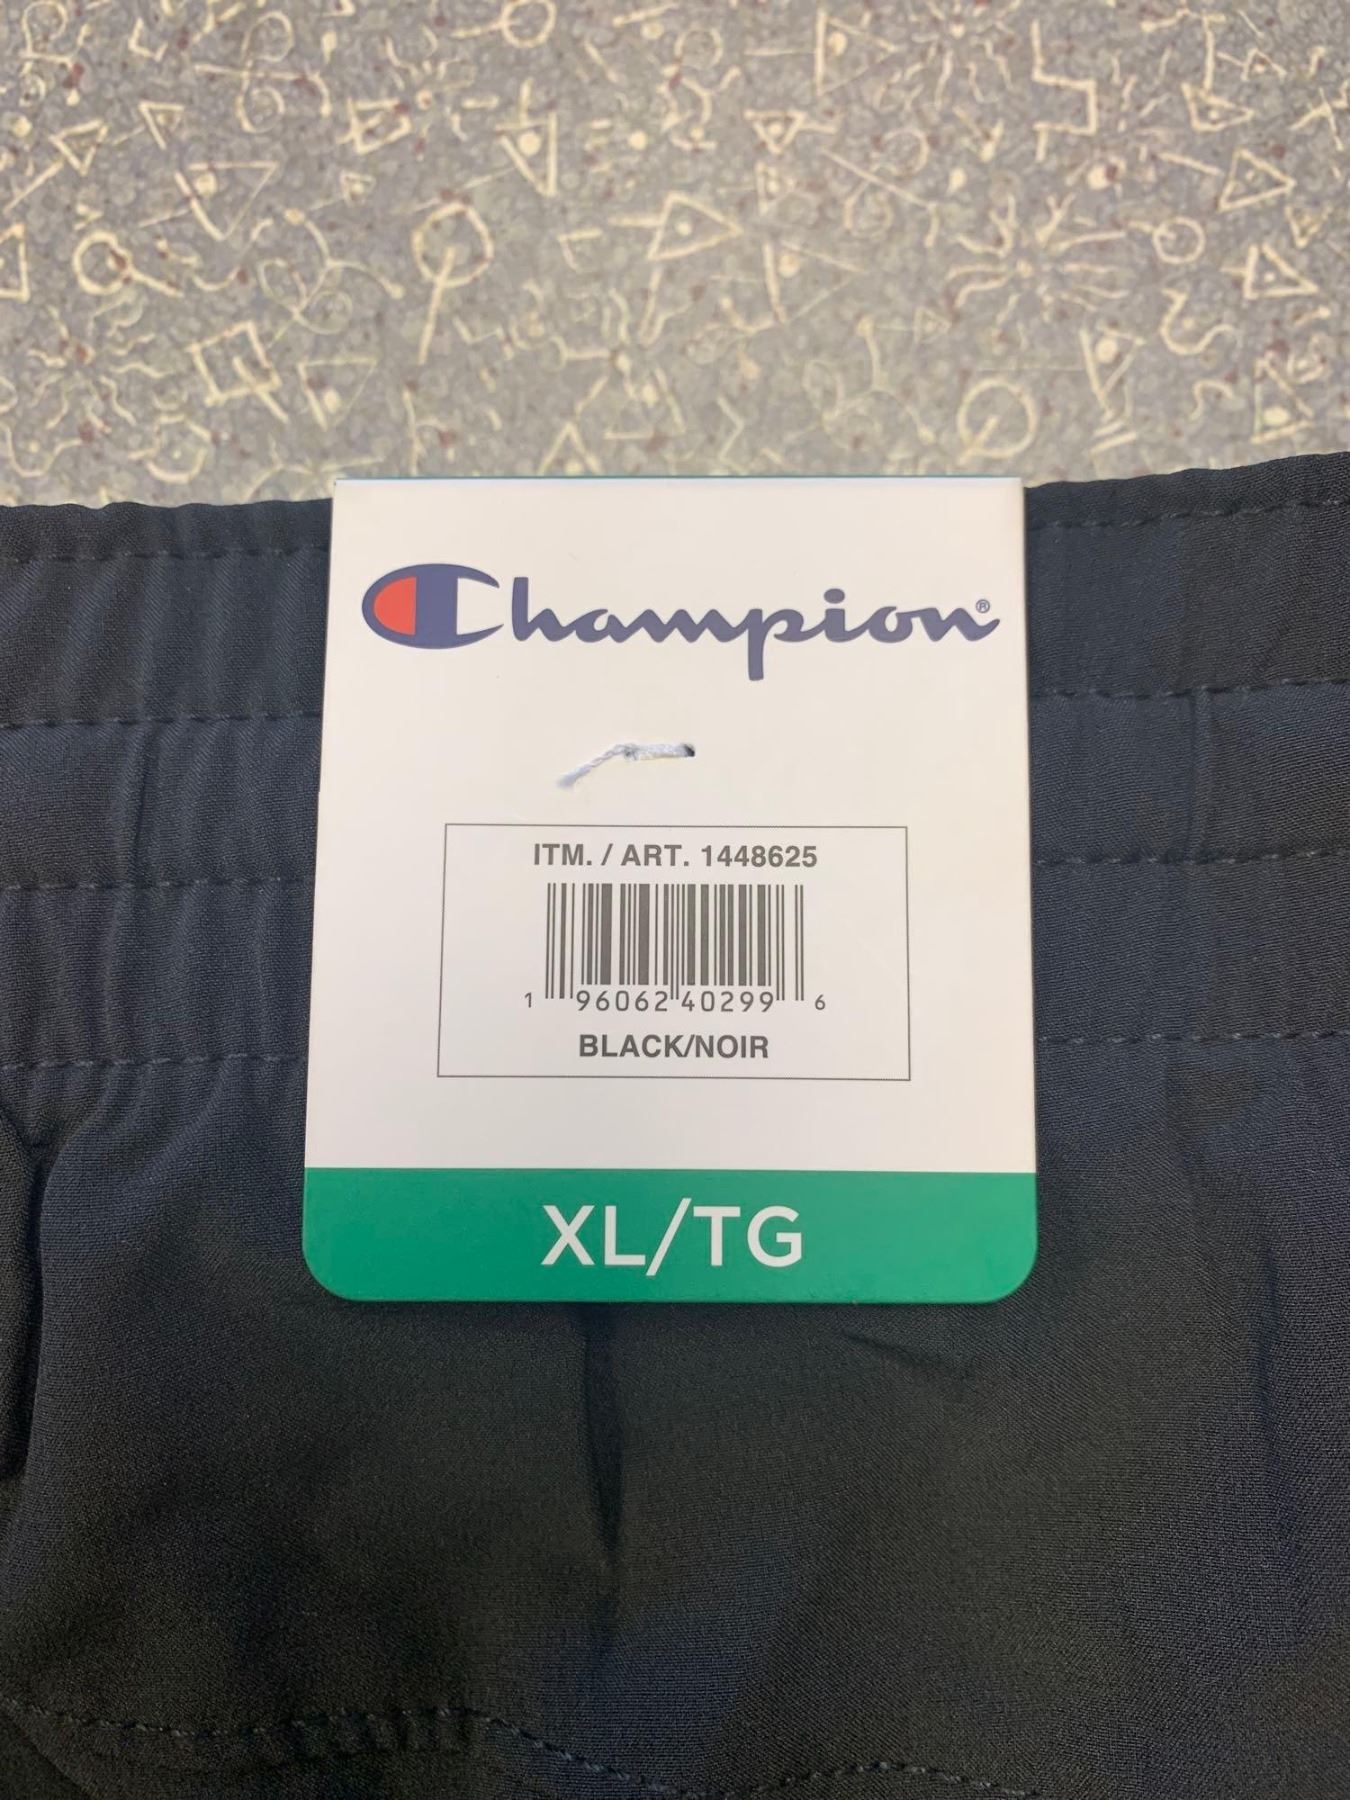 Champion®
ITM. / ART. 1448625
1 96062 40299 6
BLACK/NOIR
XL/TG